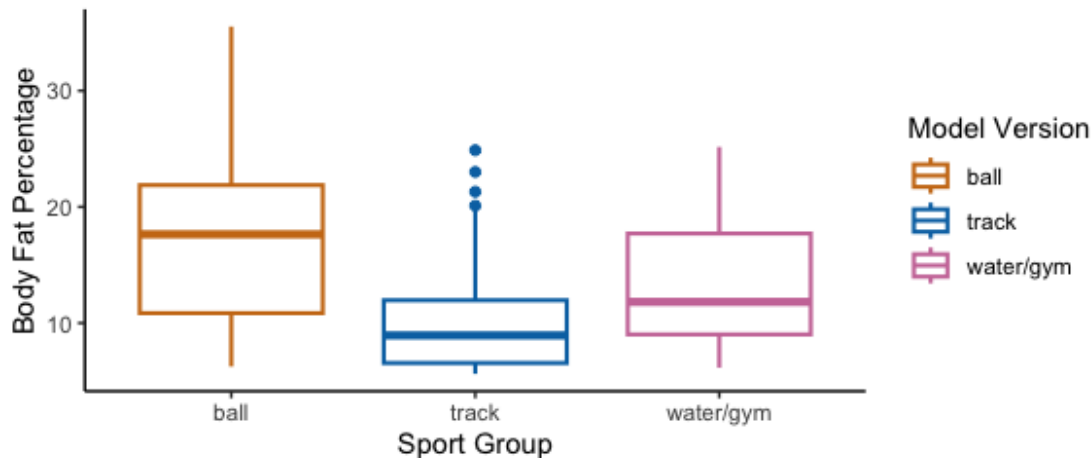 Body Fat Percentage
30
20
10
ball
track
water/gym
Sport Group
Model Version
ball
track
water/gym